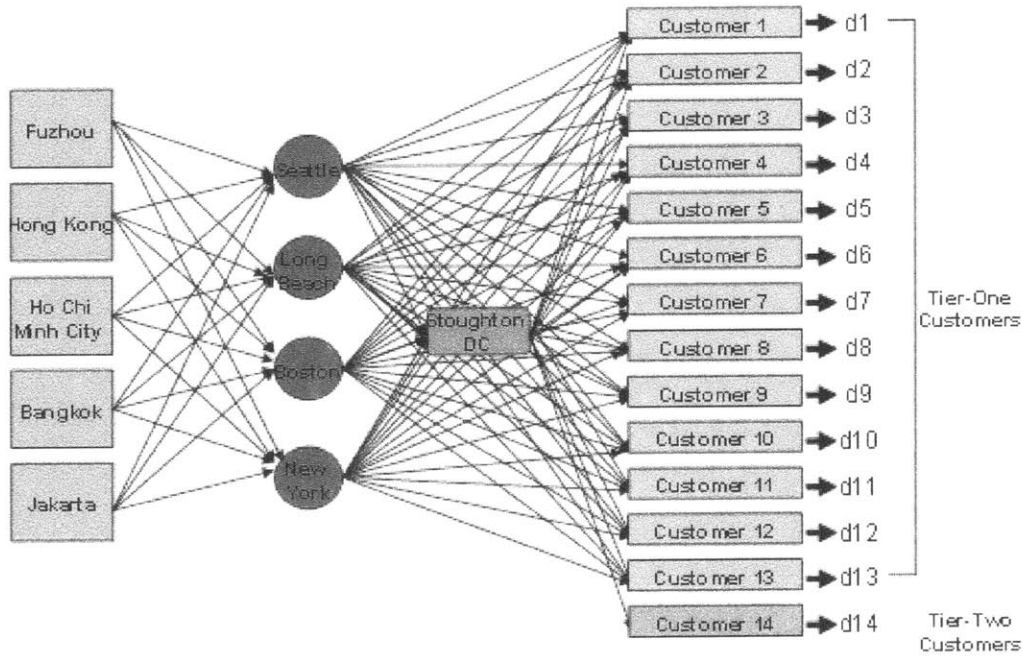 Fuzhou
Hong Kong
Ho Chi
Minh City
Bangkok
Jakarta
Seattle
Long
Beach
Boston
New
York
Stoughton
DC
Customer 1
d1
Customer 2
d2
Customer 3
d3
Customer 4
d4
Customer 5
d5
Customer 6
d6
Customer 7
d7
Customer 8
d8
Customer 9
d9
Customer 10
d10
Customer 11
d11
Customer 12
d12
Customer 13
d13
Customer 14
d14
Tier-One
Customers
Tier-Two
Customers